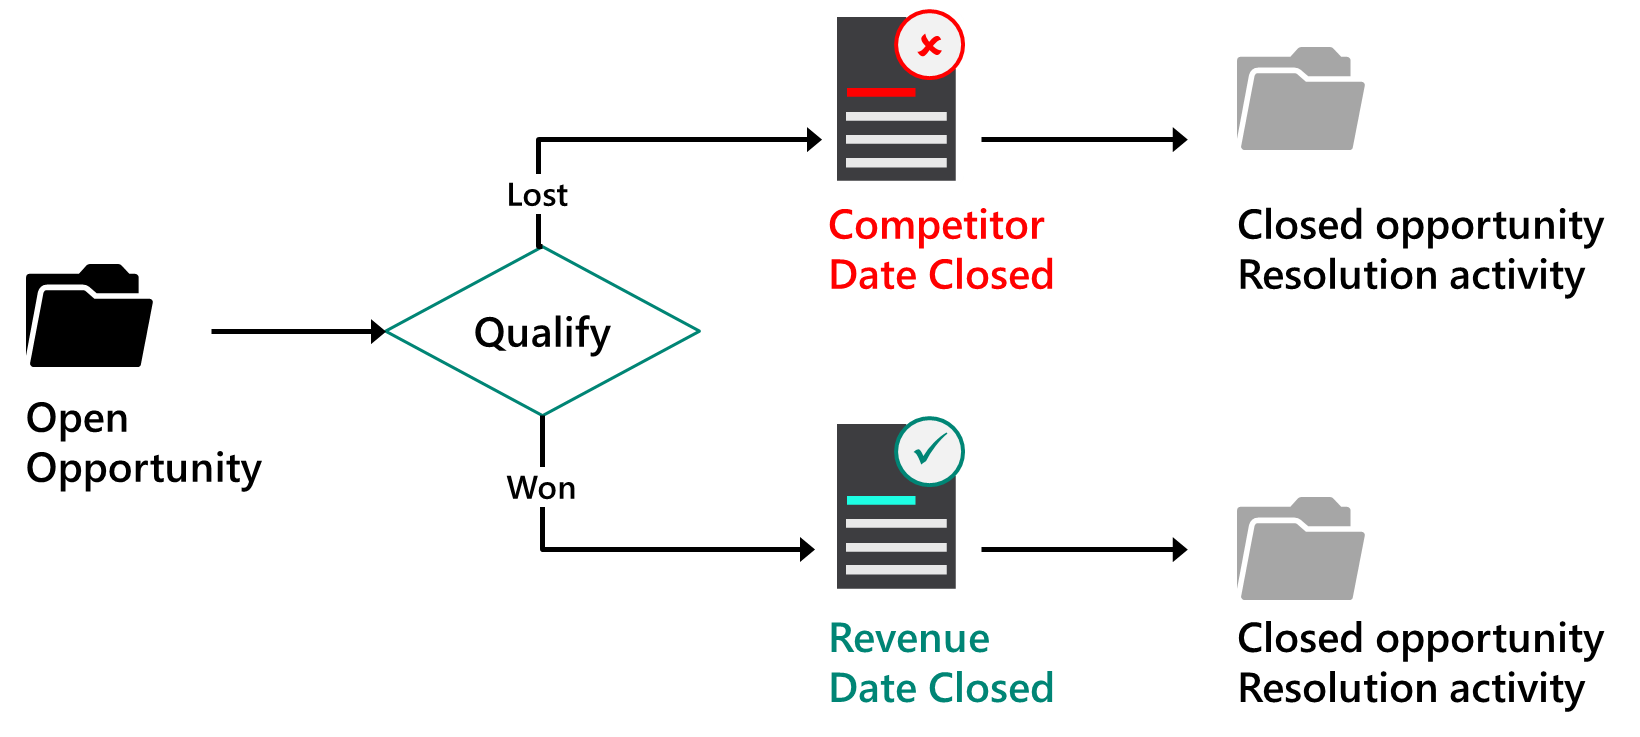 Lost
Competitor
Date Closed
Closed opportunity
Resolution activity
Qualify
Open
Opportunity
Won
Revenue
Date Closed
Closed opportunity
Resolution activity